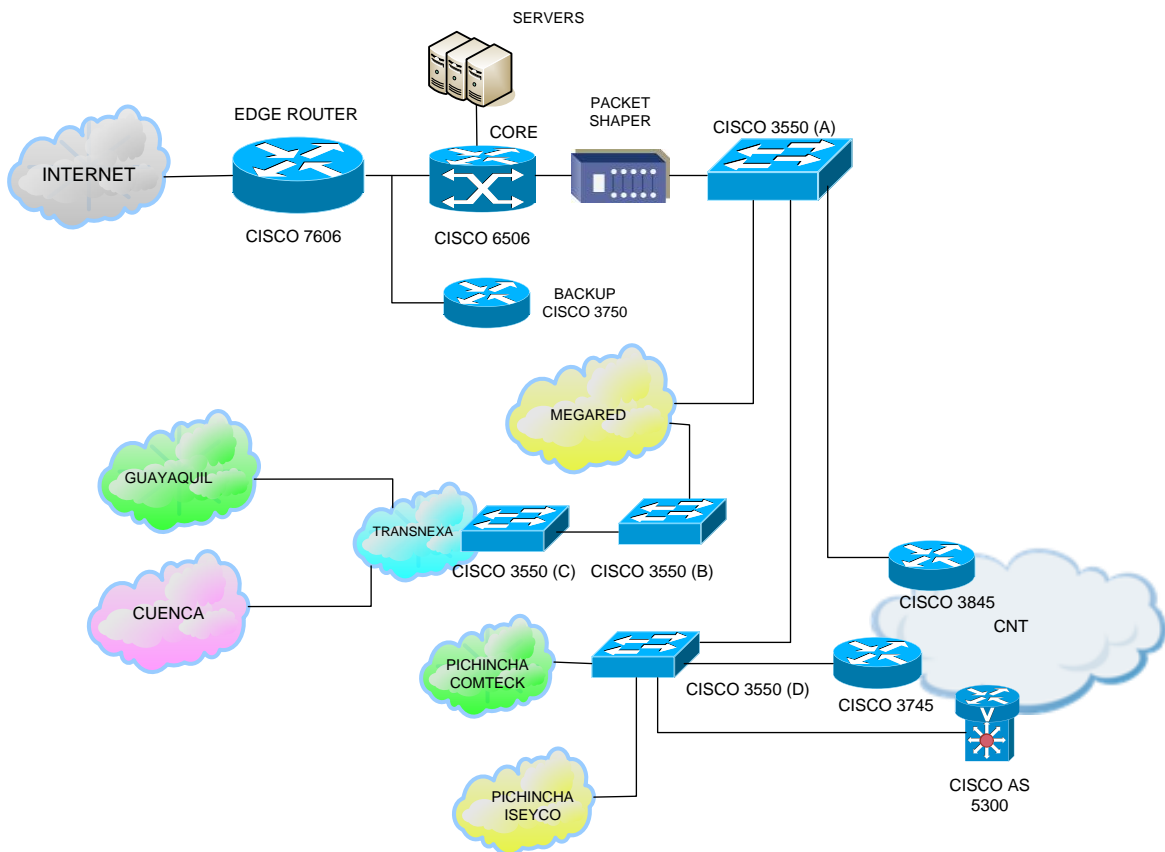 SERVERS
EDGE ROUTER
CORE
PACKET
SHAPER
CISCO 3550 (A)
INTERNET
CISCO 7606
CISCO 6506
BACKUP
CISCO 3750
MEGARED
GUAYAQUIL
TRANSNEXA
CISCO 3550 (C)
CISCO 3550 (B)
CUENCA
CISCO 3845
CNT
PICHINCHA
COMTECK
CISCO 3550 (D)
CISCO 3745
V
CISCO AS
5300
PICHINCHA
ISEYCO